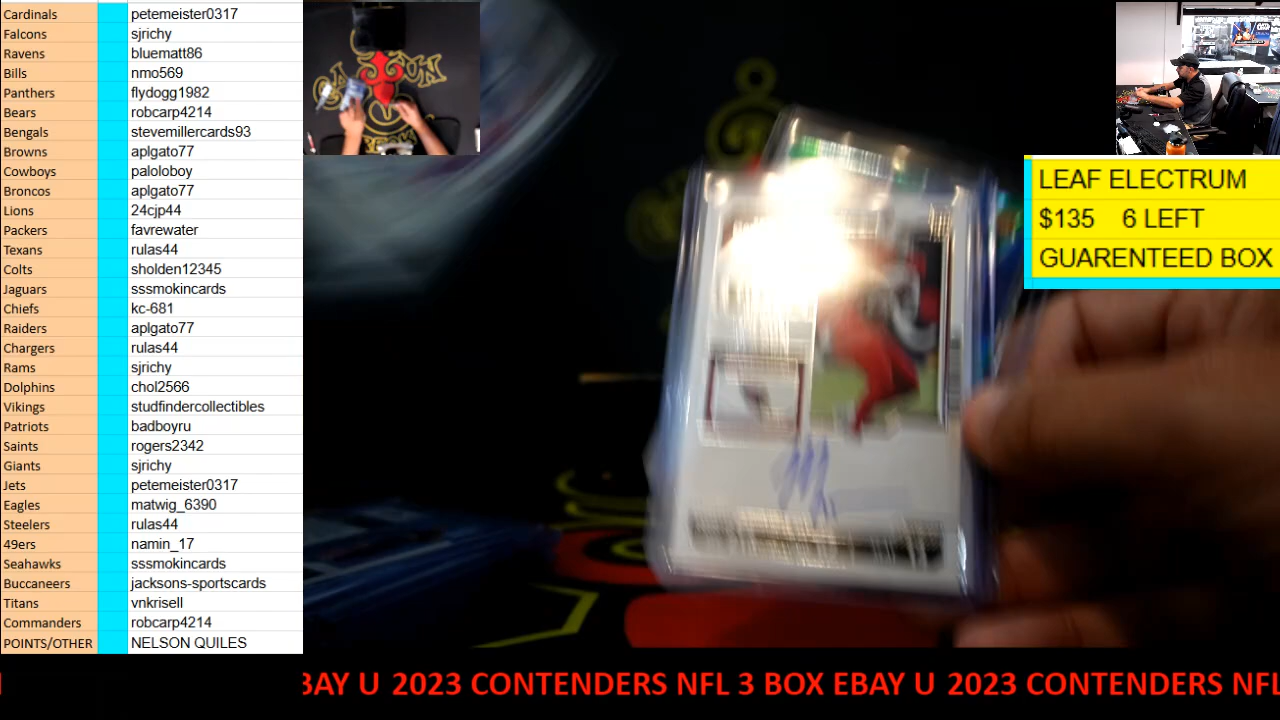 Cardinals petemeister0317
Falcons sjrichy
Ravens bluematt86
Bills nmo569
Panthers flydogg1982
Bears robcarp4214
Bengals stevemillercards93
Browns aplgato77
Cowboys paloloboy
Broncos aplgato77
Lions 24cjp44
Packers favrewater
Texans rulas44
Colts sholden12345
Jaguars sssmokincards
Chiefs kc-681
Raiders aplgato77
Chargers rulas44
Rams sjrichy
Dolphins chol2566
Vikings studfindercollectibles
Patriots badboyru
Saints rogers2342
Giants sjrichy
Jets petemeister0317
Eagles matwig_6390
Steelers rulas44
49ers namin_17
Seahawks sssmokincards
Buccaneers jacksons-sportscards
Titans vnkrisell
Commanders robcarp4214
POINTS/OTHER NELSON QUILES
LEAF ELECTRUM
$135 6 LEFT
GUARENTEED BOX
BAY U 2023 CONTENDERS NFL 3 BOX EBAY U 2023 CONTENDERS NFL